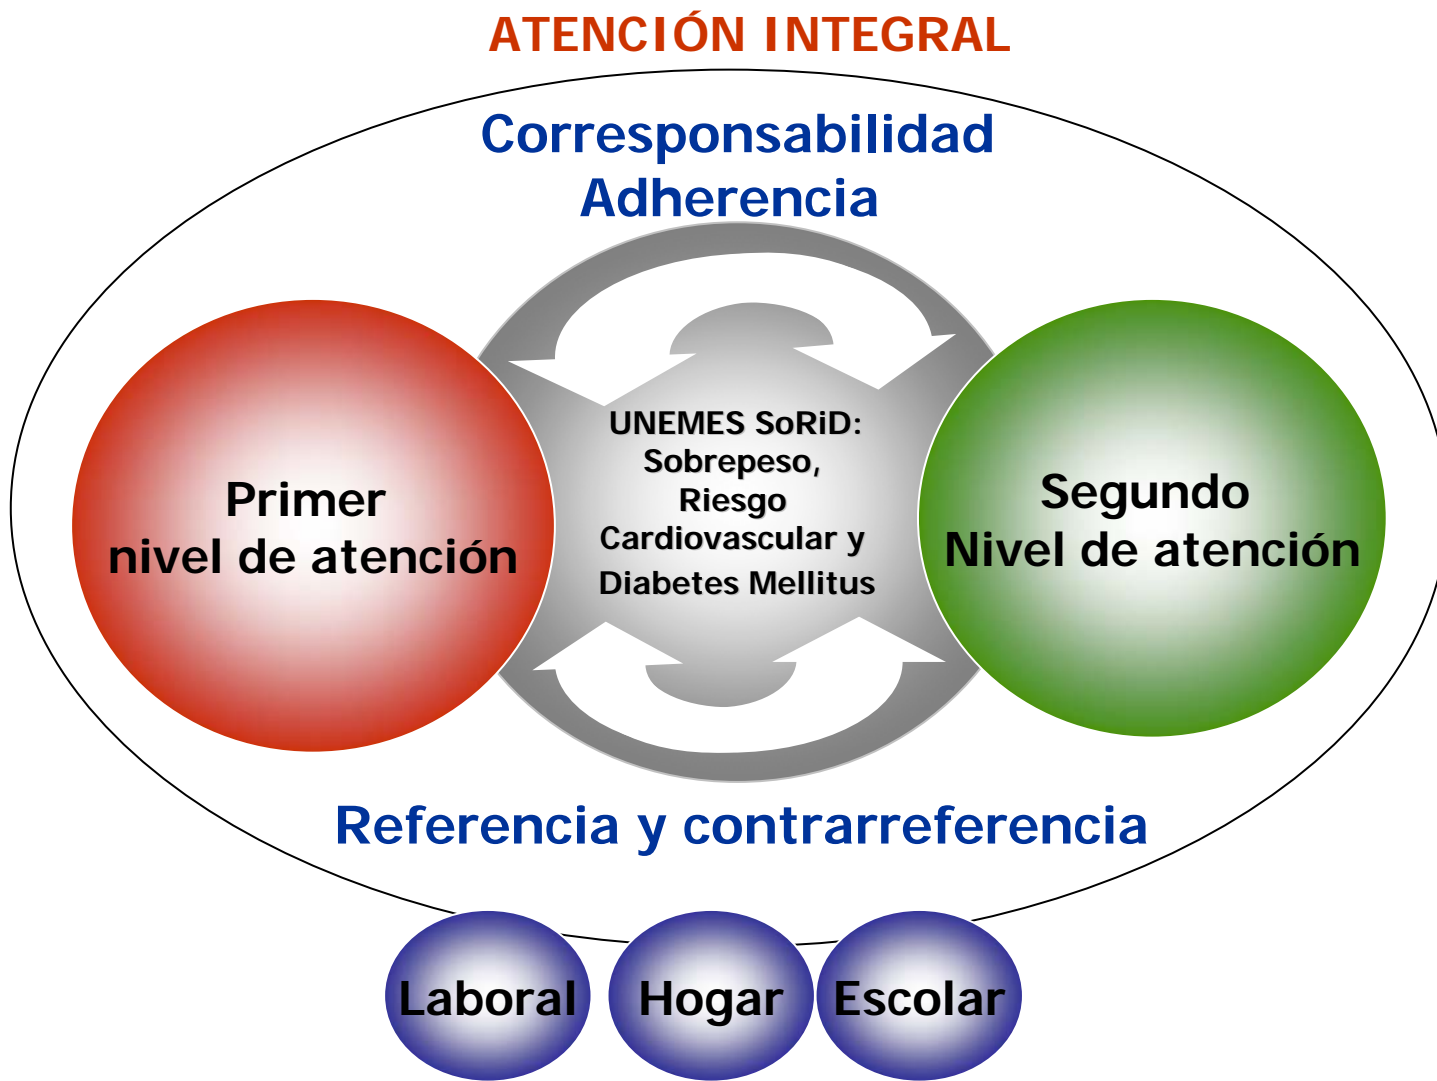 ATENCIÓN INTEGRAL
Corresponsabilidad
Adherencia
Primer
nivel de atención
UNEMES SoRiD:
Sobrepeso,
Riesgo
Cardiovascular y
Diabetes Mellitus
Segundo
Nivel de atención
Referencia y contrarreferencia
Laboral
Hogar
Escolar